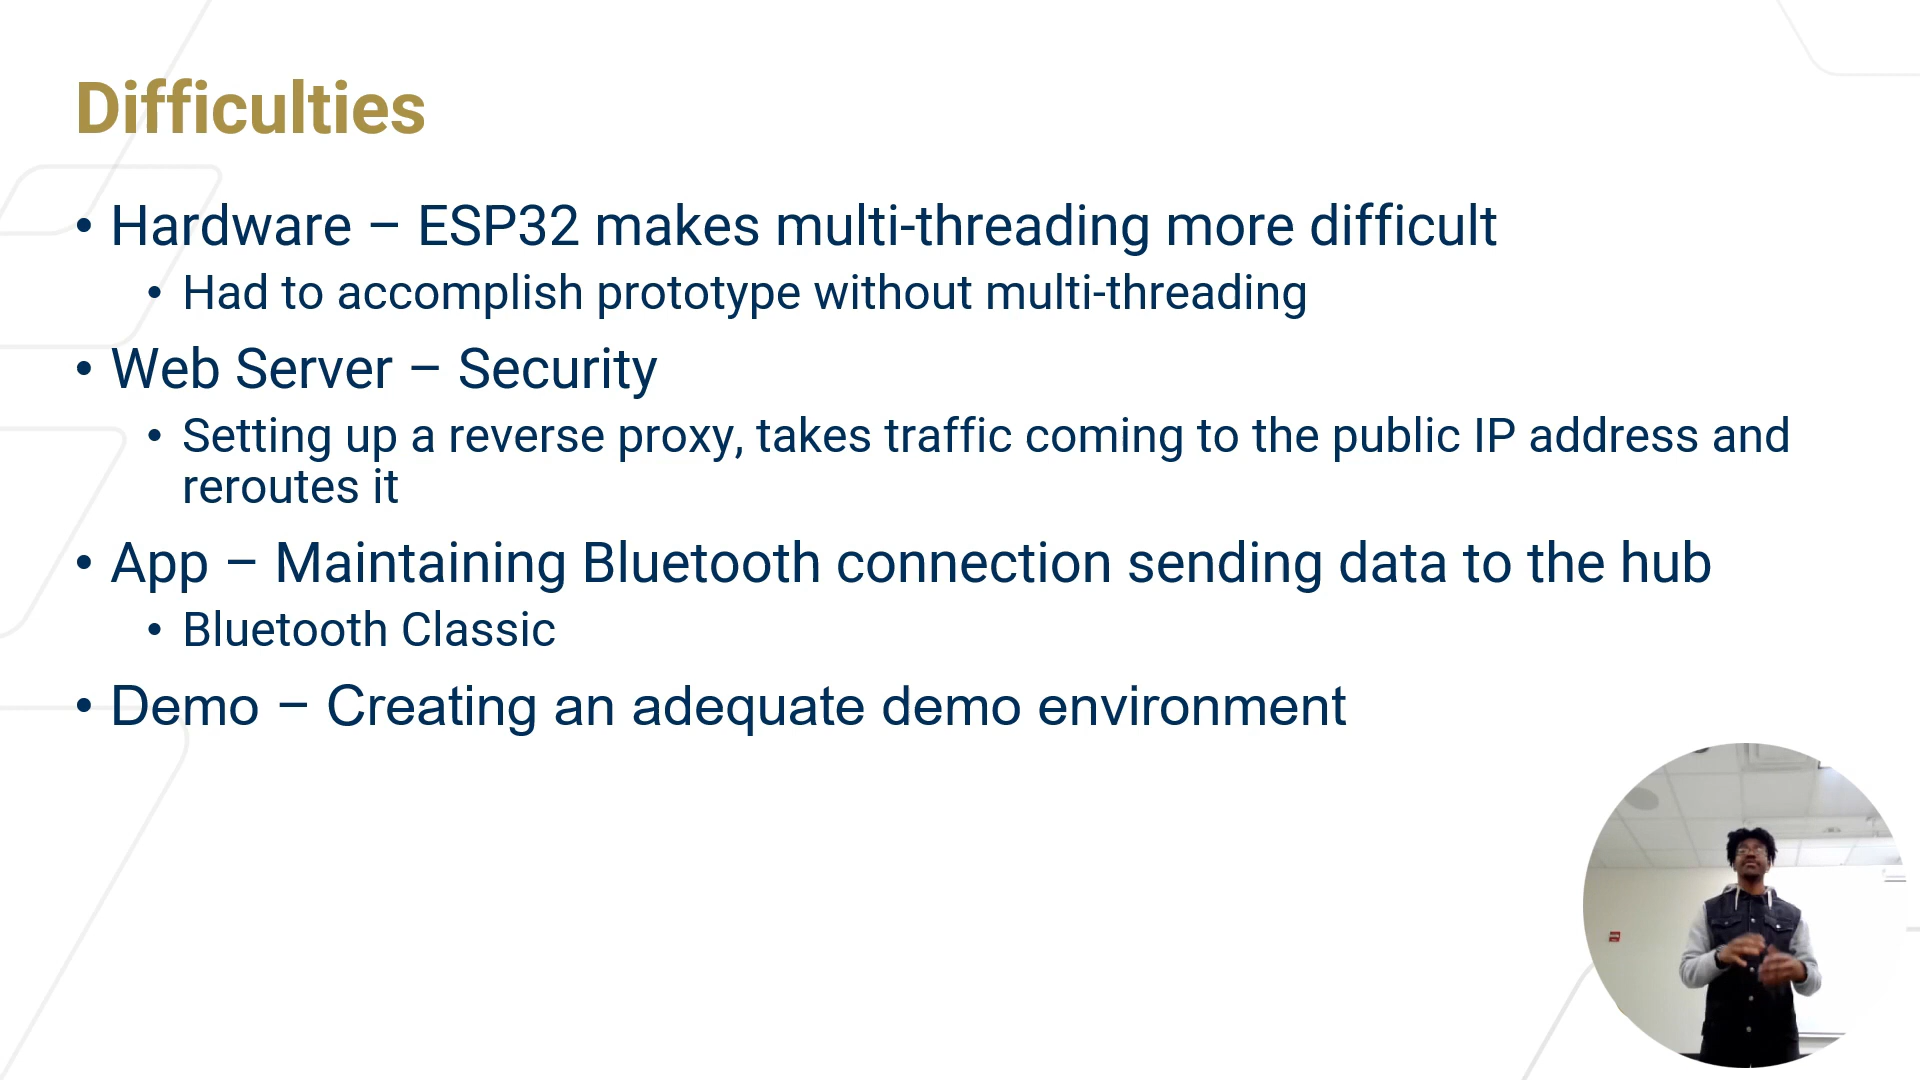 Difficulties
• Hardware – ESP32 makes multi-threading more difficult
• Had to accomplish prototype without multi-threading
• Web Server – Security
• Setting up a reverse proxy, takes traffic coming to the public IP address and
reroutes it
• App – Maintaining Bluetooth connection sending data to the hub
• Bluetooth Classic
• Demo – Creating an adequate demo environment